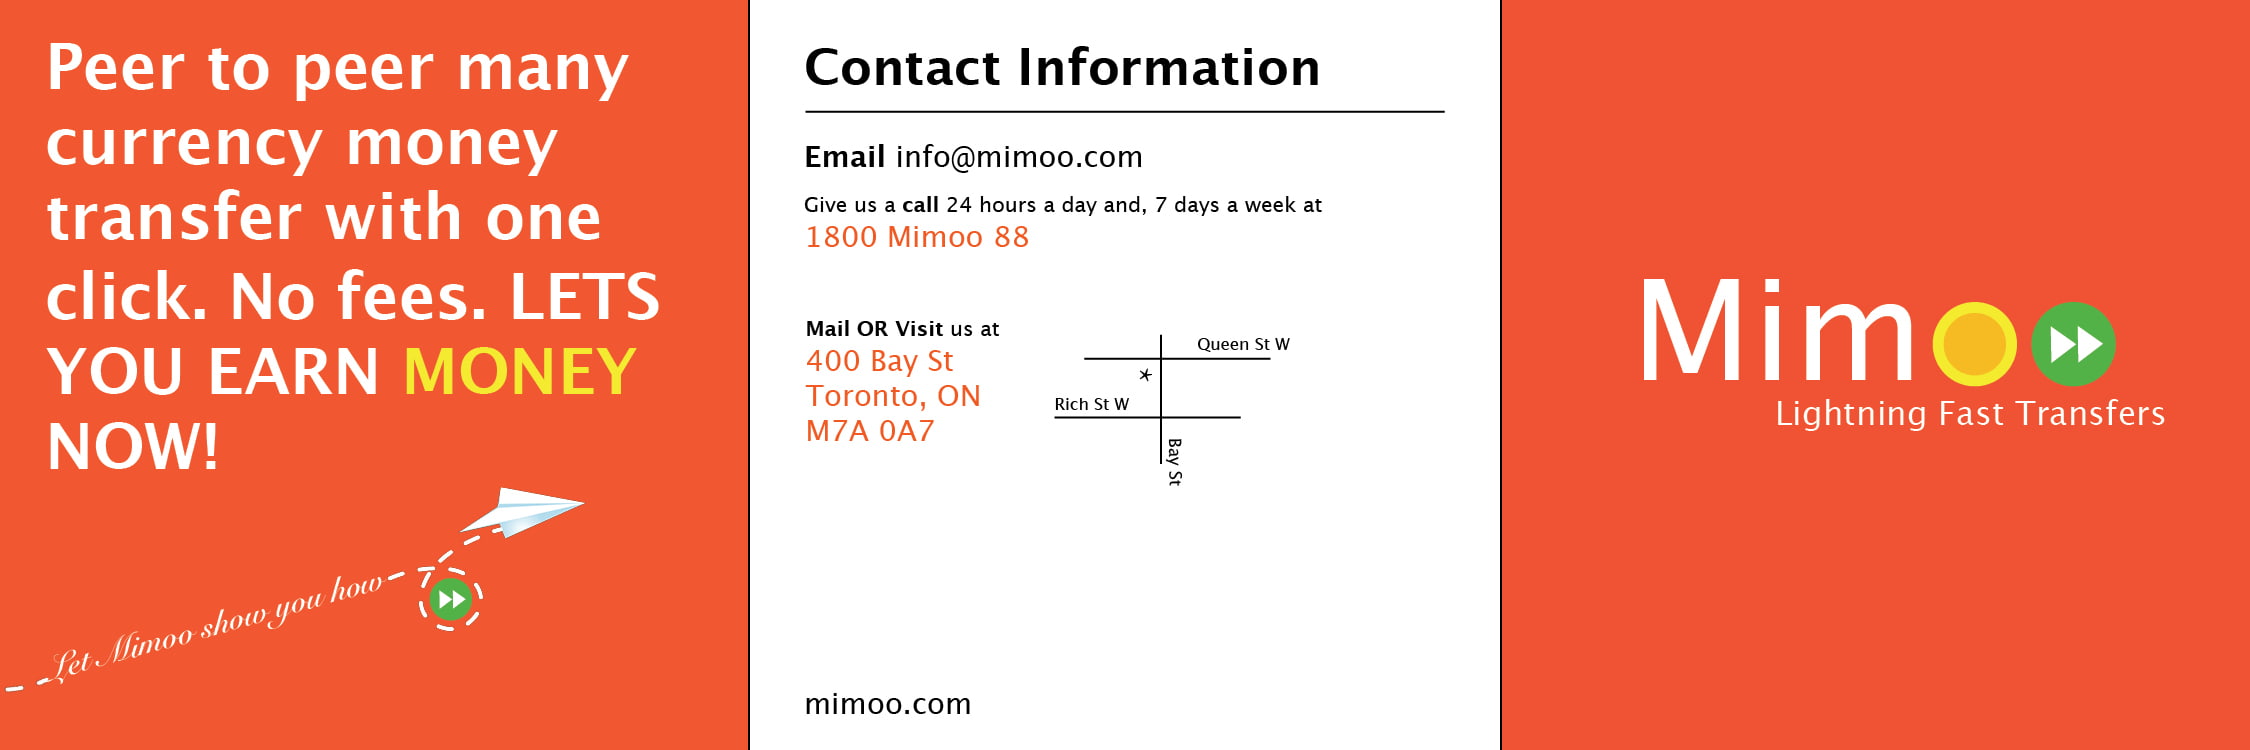 Peer to peer many
currency money
transfer with one
click. No fees. LETS
YOU EARN MONEY
NOW!
Let Mimoo show you how
Contact Information
Email info@mimoo.com
Give us a call 24 hours a day and, 7 days a week at
1800 Mimoo 88
Mail OR Visit us at
400 Bay St
Toronto, ON
M7A 0A7
Queen St W
*
Rich St W
Bay St
mimoo.com
Mimoo
Lightning Fast Transfers